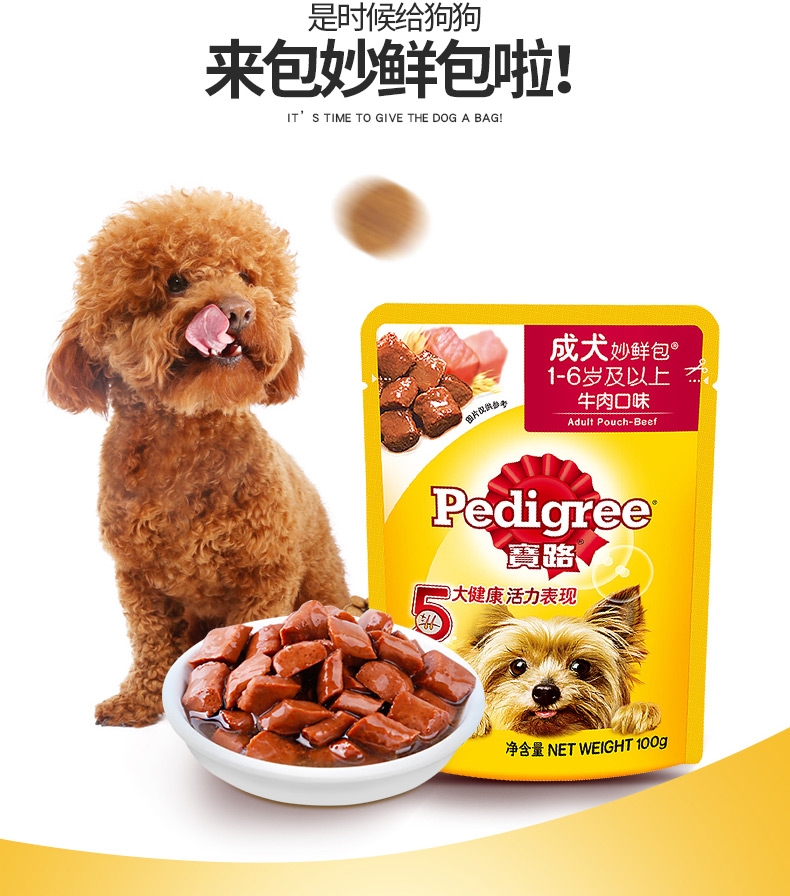 是时候给狗狗
来包妙鲜包啦!
IT'S TIME TO GIVE THE DOG A BAG!
成犬妙鲜包®
1-6岁及以上
牛肉口味
Adult Pouch-Beef
图片仅供参考
Pedigree®
寶路®
5大健康活力表现
净含量 NET WEIGHT 100g